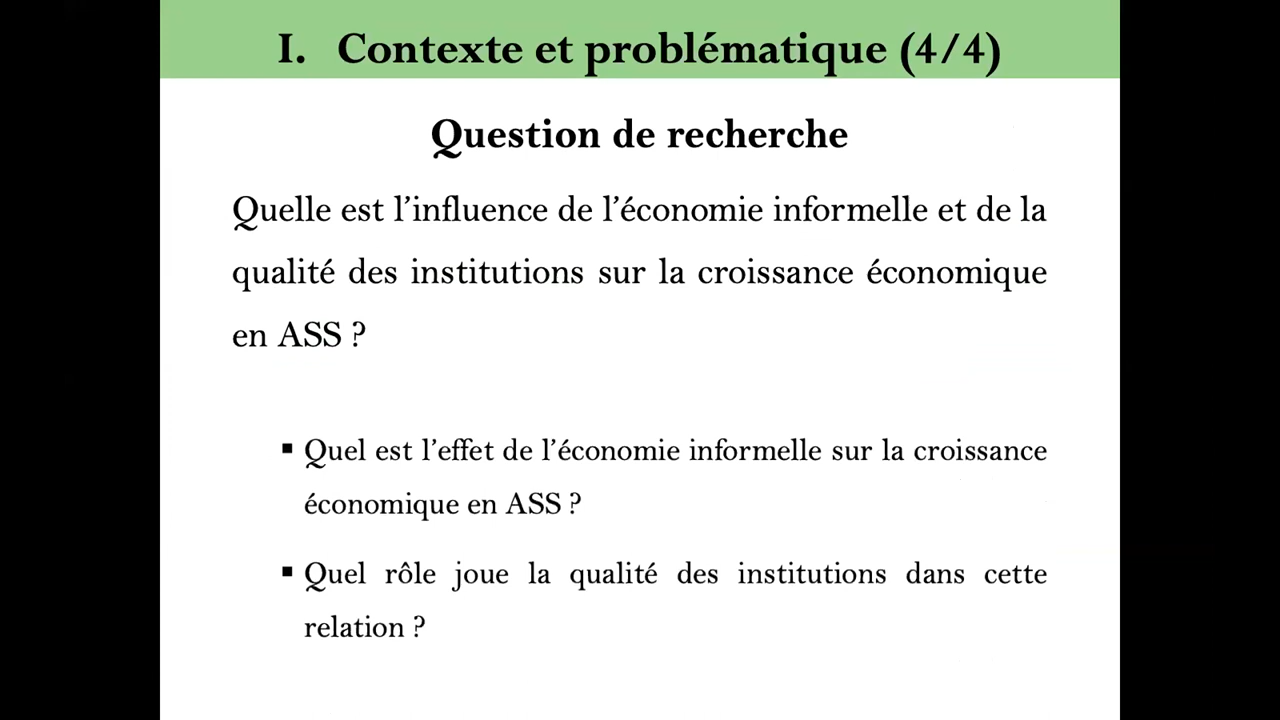 I. Contexte et problématique (4/4)
Question de recherche
Quelle est l’influence de l’économie informelle et de la
qualité des institutions sur la croissance économique
en ASS ?
▪ Quel est l’effet de l’économie informelle sur la croissance
économique en ASS ?
▪ Quel rôle joue la qualité des institutions dans cette
relation ?